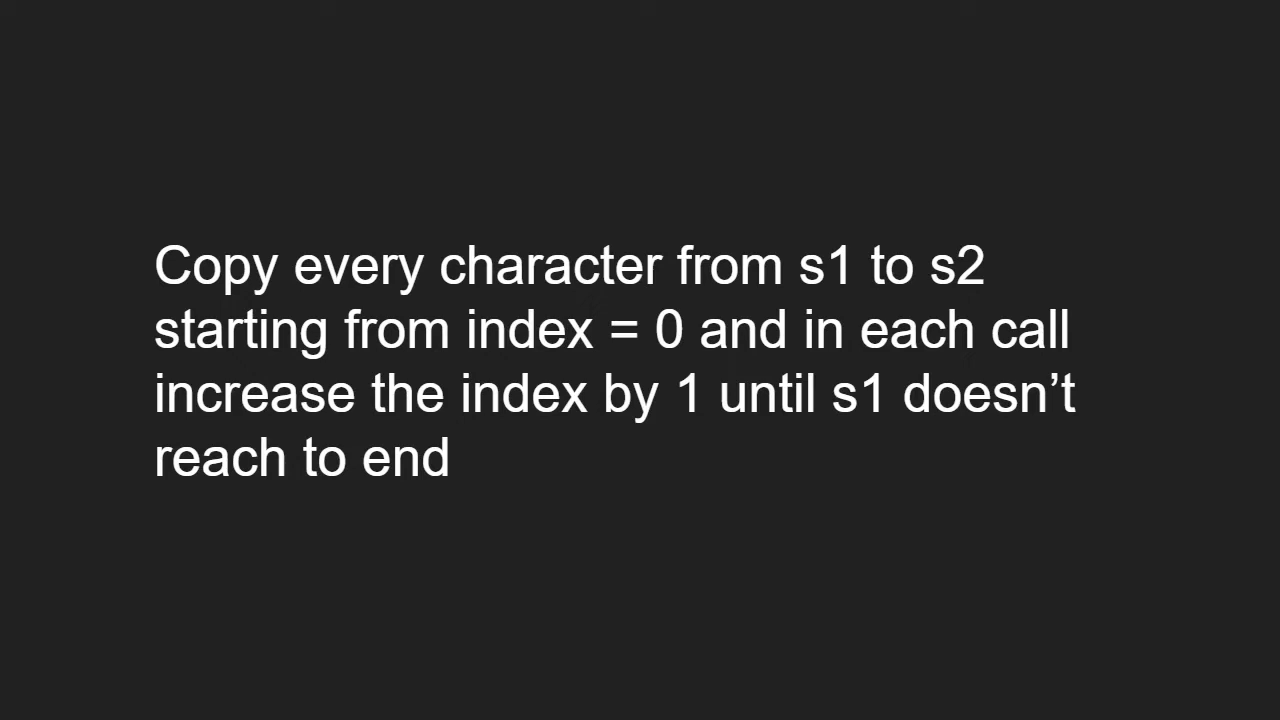 Copy every character from s1 to s2
starting from index = 0 and in each call
increase the index by 1 until s1 doesn’t
reach to end